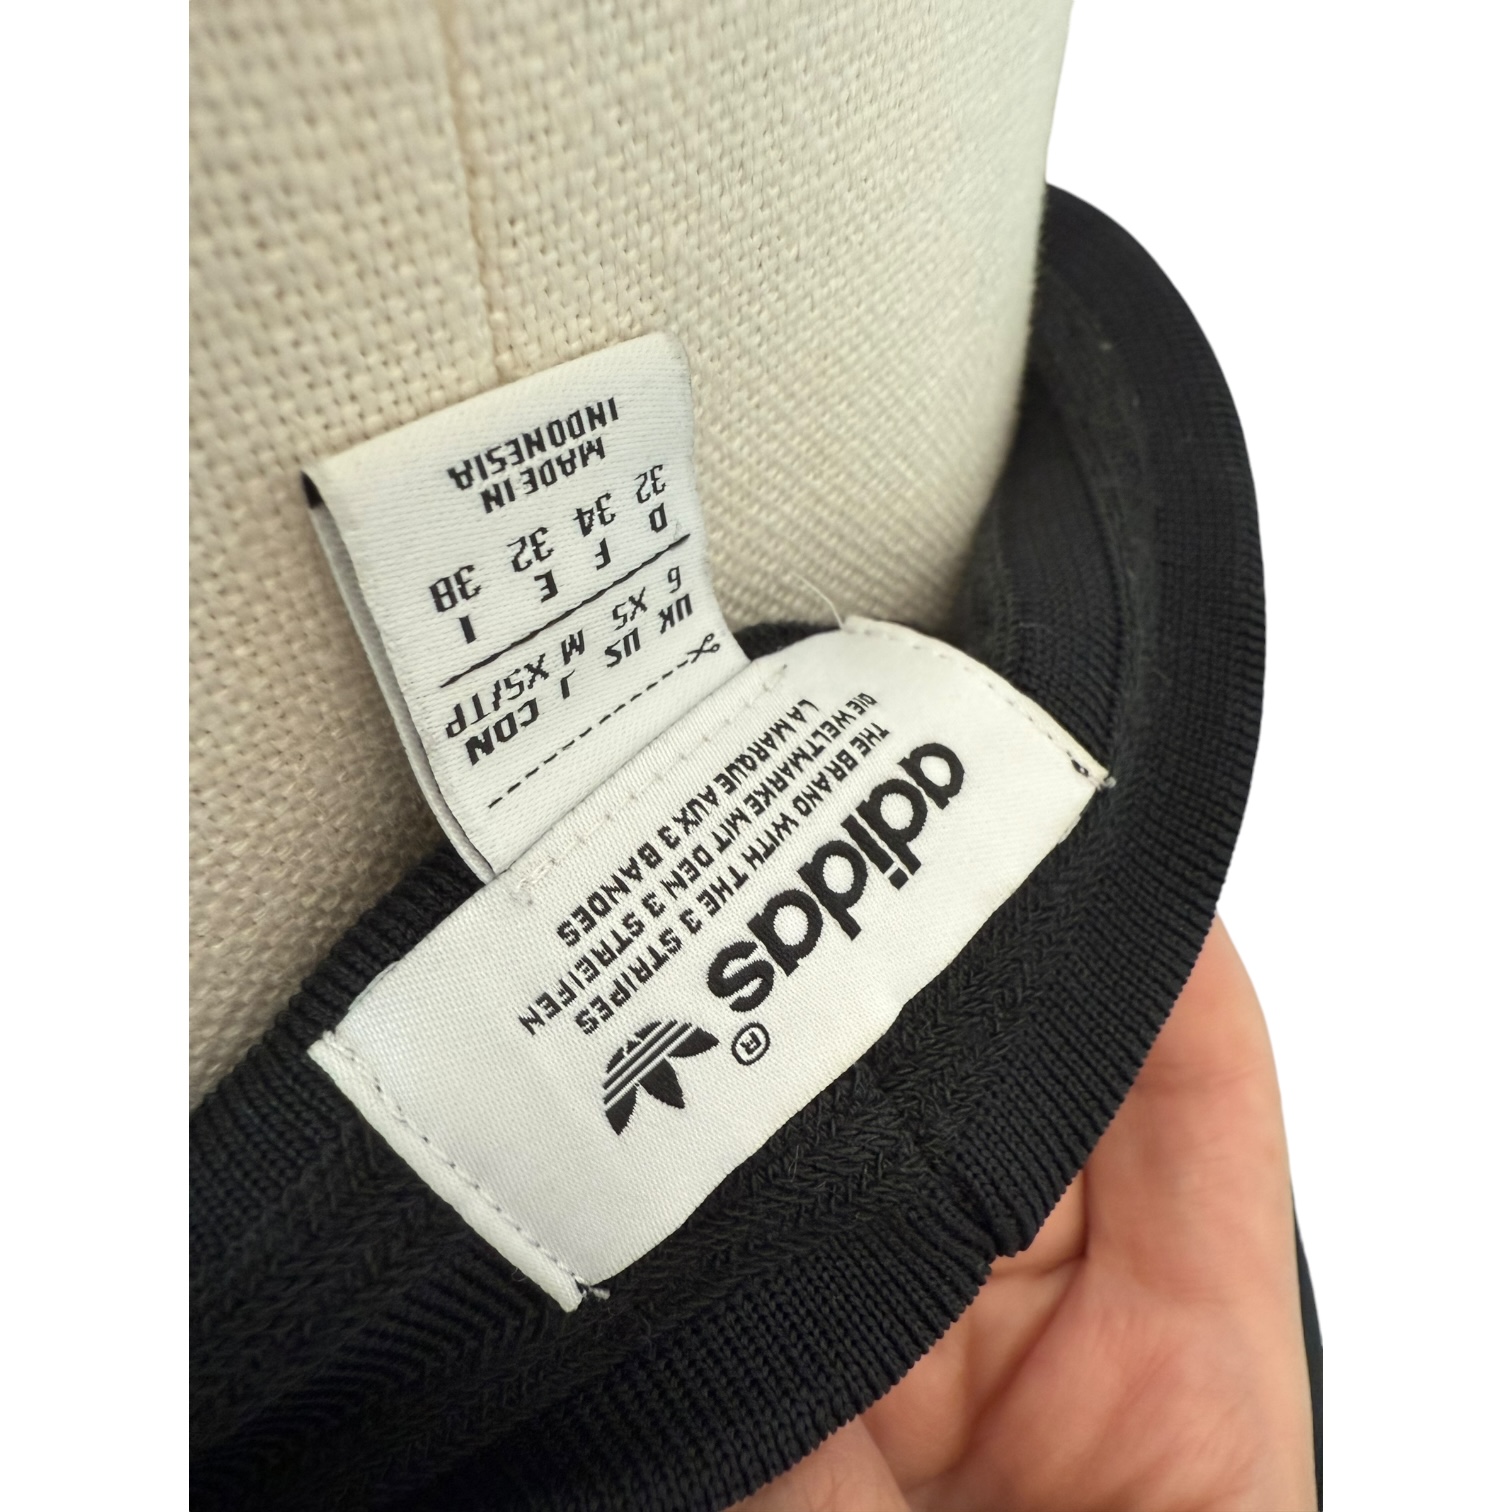 adidas®
THE BRAND WITH THE 3 STRIPES
DIE WELTMARKE MIT DEN 3 STREIFEN
LA MARQUE AUX 3 BANDES
UK US J CDN
6 XS M XS/TP
D F E I
32 34 32 38
MADE IN
INDONESIA